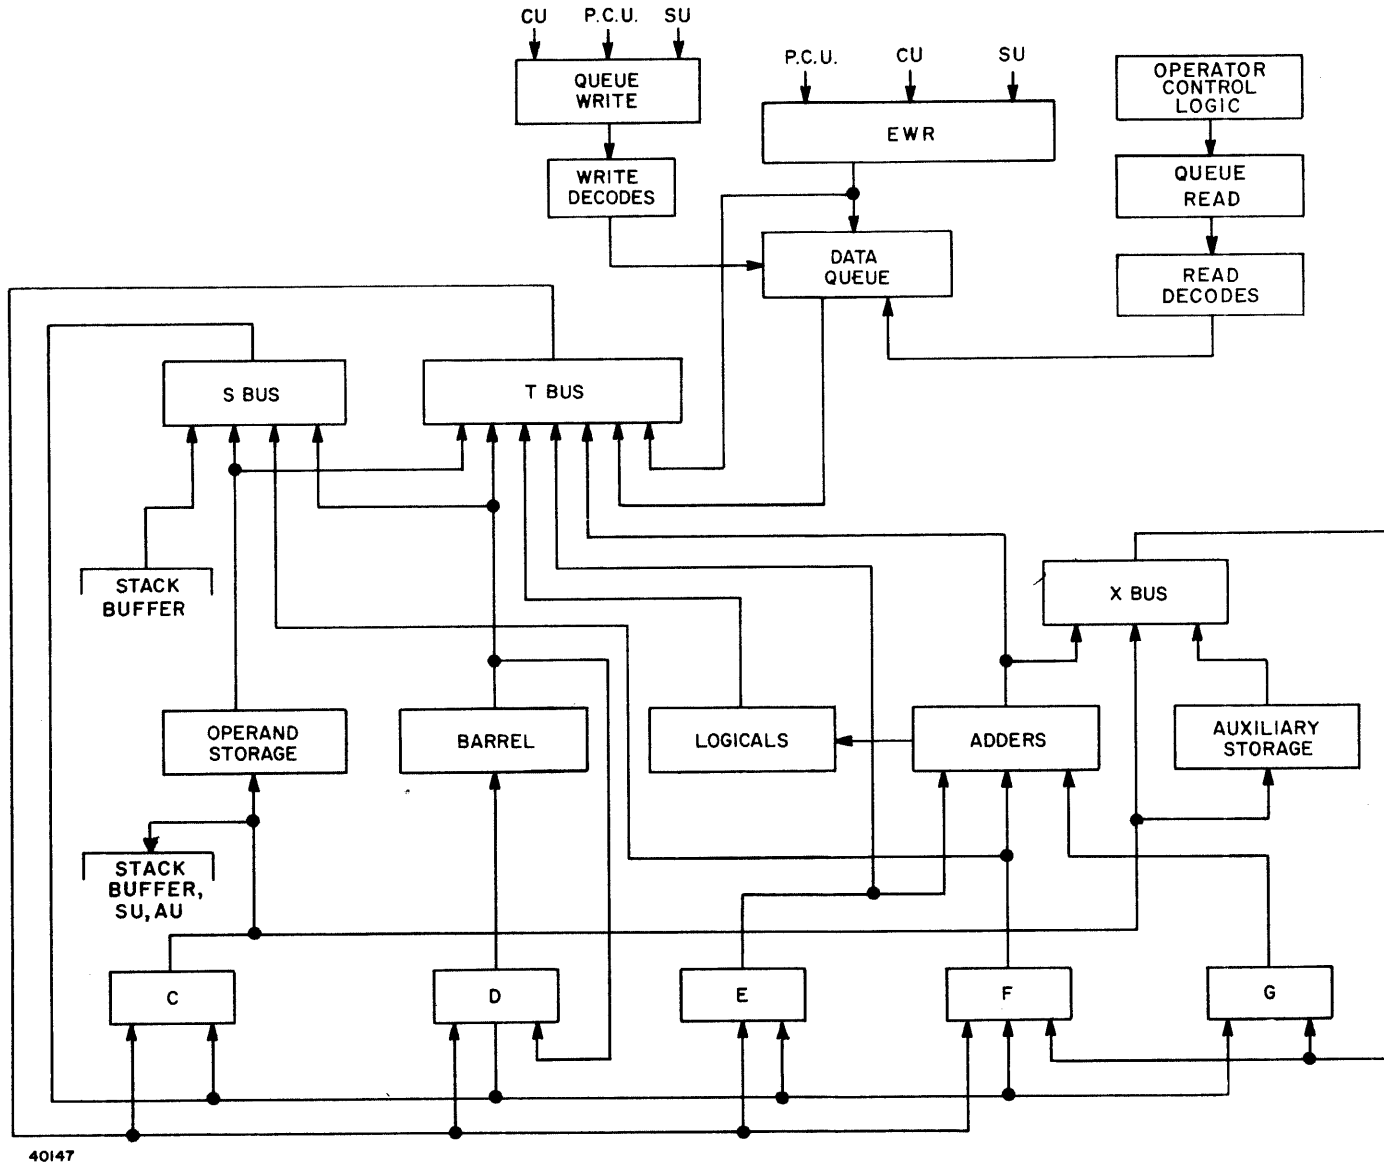 CU P.C.U. SU
QUEUE
WRITE
P.C.U. CU SU
OPERATOR
CONTROL
LOGIC
EWR
WRITE
DECODES
QUEUE
READ
DATA
QUEUE
READ
DECODES
S BUS
T BUS
STACK
BUFFER
X BUS
OPERAND
STORAGE
BARREL
LOGICALS
ADDERS
AUXILIARY
STORAGE
STACK
BUFFER,
SU, AU
C
D
E
F
G
40147